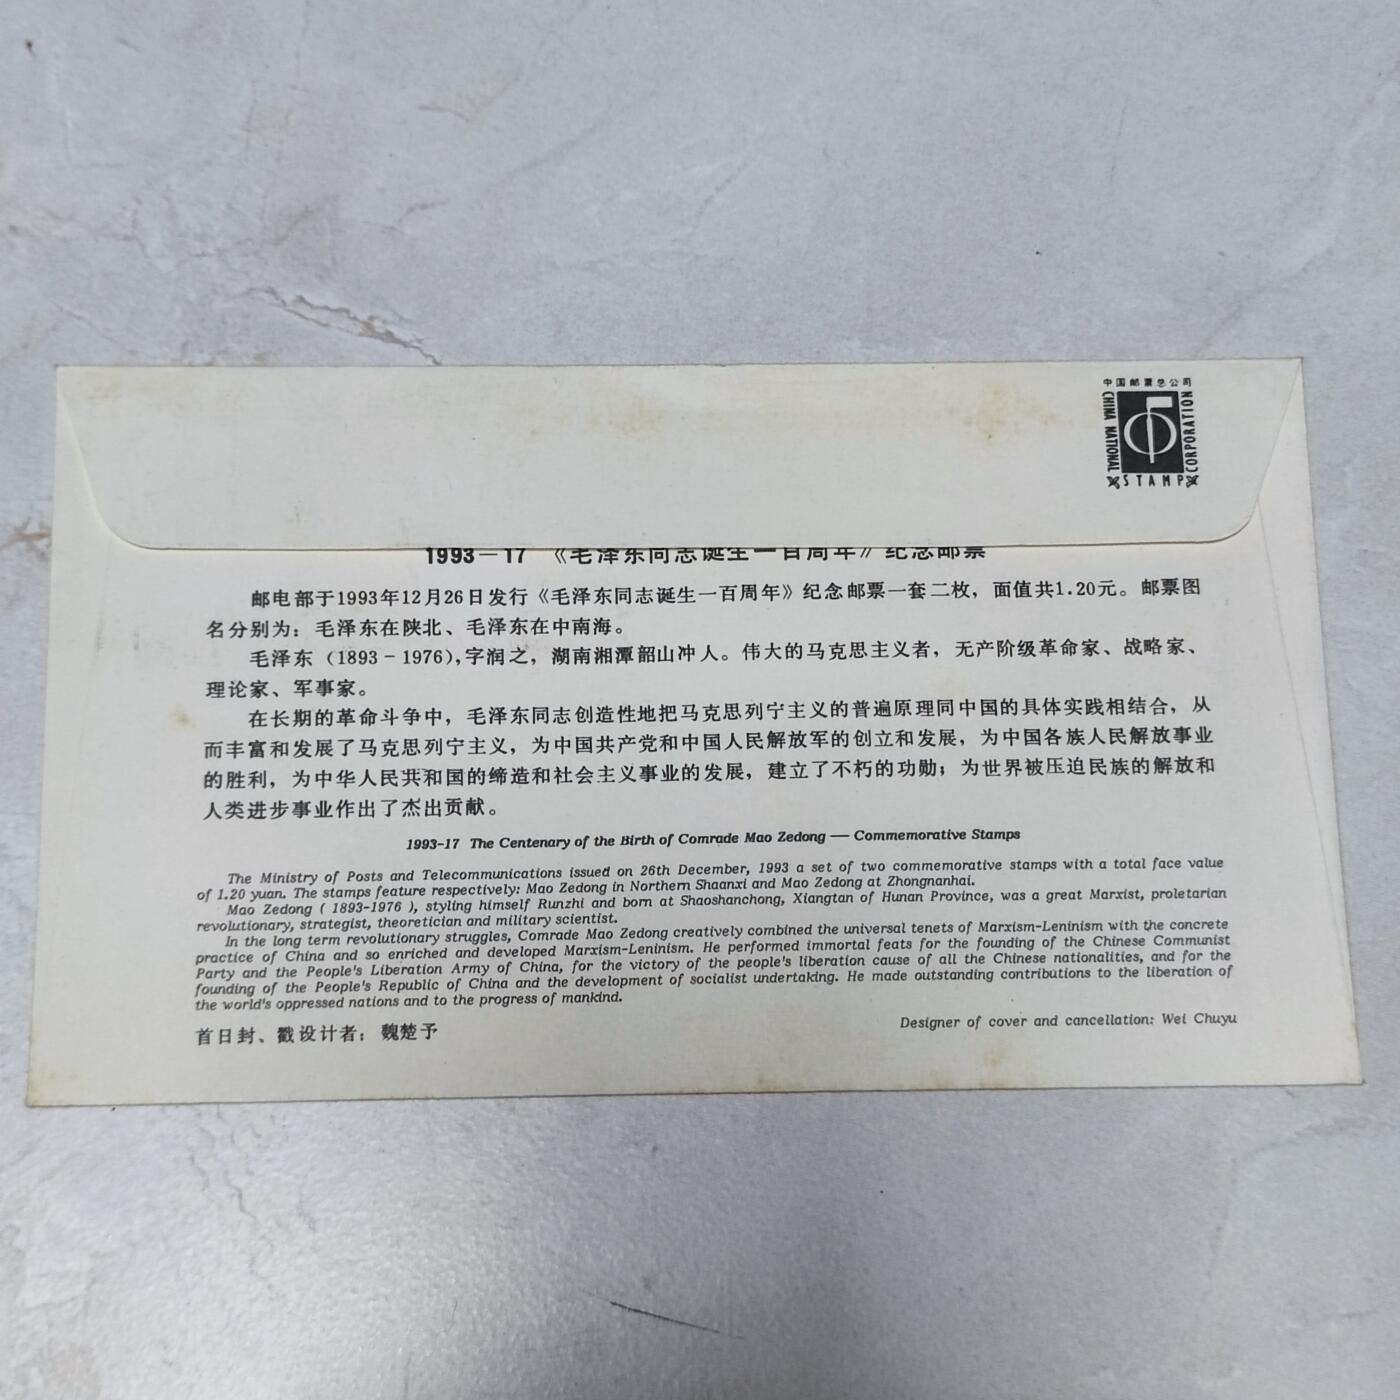 中国邮票总公司
CHINA NATIONAL
STAMP
CORPORATION
1993－17 《毛泽东同志诞生一百周年》纪念邮票
邮电部于1993年12月26日发行《毛泽东同志诞生一百周年》纪念邮票一套二枚，面值共1.20元。邮票图
名分别为：毛泽东在陕北、毛泽东在中南海。
毛泽东（1893－1976），字润之，湖南湘潭韶山冲人。伟大的马克思主义者，无产阶级革命家、战略家、
理论家、军事家。
在长期的革命斗争中，毛泽东同志创造性地把马克思列宁主义的普遍原理同中国的具体实践相结合，从
而丰富和发展了马克思列宁主义，为中国共产党和中国人民解放军的创立和发展，为中国各族人民解放事业
的胜利，为中华人民共和国的缔造和社会主义事业的发展，建立了不朽的功勋；为世界被压迫民族的解放和
人类进步事业作出了杰出贡献。
1993-17 The Centenary of the Birth of Comrade Mao Zedong — Commemorative Stamps
The Ministry of Posts and Telecommunications issued on 26th December, 1993 a set of two commemorative stamps with a total face value
of 1.20 yuan. The stamps feature respectively: Mao Zedong in Northern Shaanxi and Mao Zedong at Zhongnanhai.
Mao Zedong ( 1893-1976 ), styling himself Runzhi and born at Shaoshanchong, Xiangtan of Hunan Province, was a great Marxist, proletarian
revolutionary, strategist, theoretician and military scientist.
In the long term revolutionary struggles, Comrade Mao Zedong creatively combined the universal tenets of Marxism-Leninism with the concrete
practice of China and so enriched and developed Marxism-Leninism. He performed immortal feats for the founding of the Chinese Communist
Party and the People's Liberation Army of China, for the victory of the people's liberation cause of all the Chinese nationalities, and for the
founding of the People's Republic of China and the development of socialist undertaking. He made outstanding contributions to the liberation of
the world's oppressed nations and to the progress of mankind.
首日封、戳设计者：魏楚予
Designer of cover and cancellation: Wei Chuyu